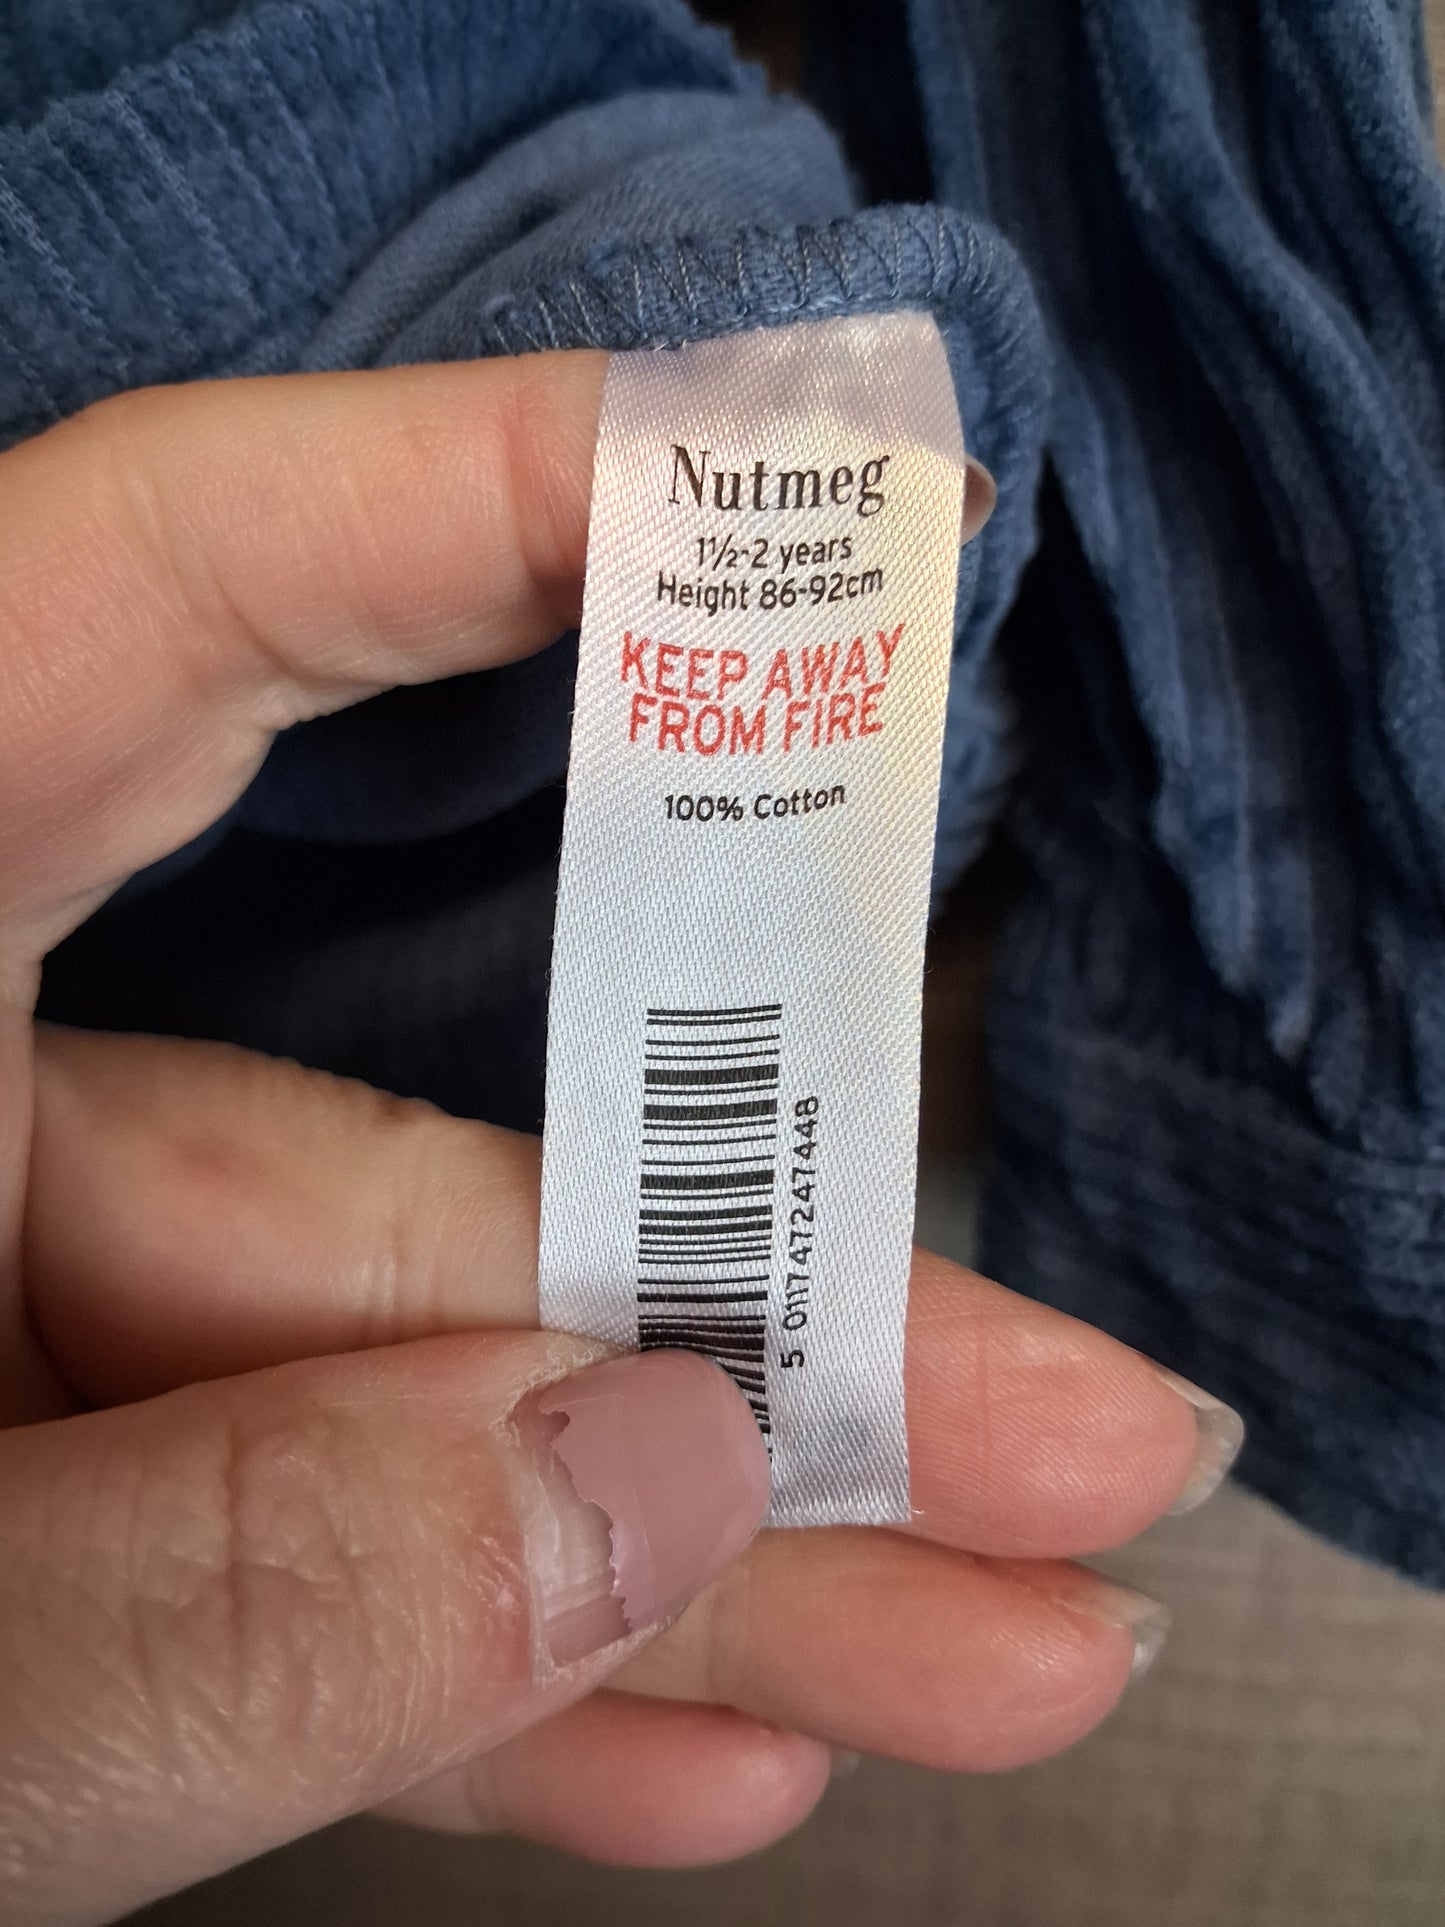 Nutmeg
1½-2 years
Height 86-92cm
KEEP AWAY
FROM FIRE
100% Cotton
5 011747247448